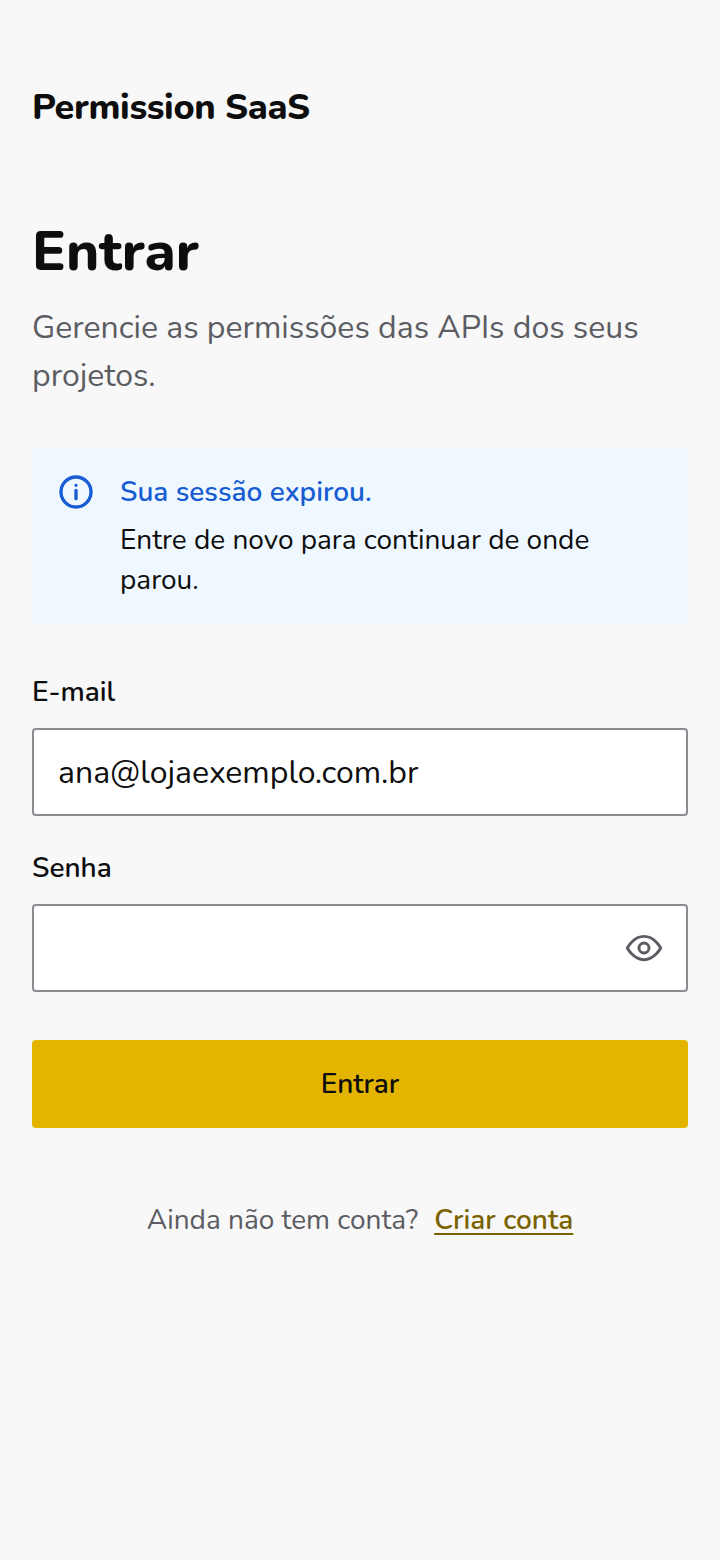 Permission SaaS
Entrar
Gerencie as permissões das APIs dos seus
projetos.
Sua sessão expirou.
Entre de novo para continuar de onde
parou.
E-mail
ana@lojaexemplo.com.br
Senha
Entrar
Ainda não tem conta? Criar conta